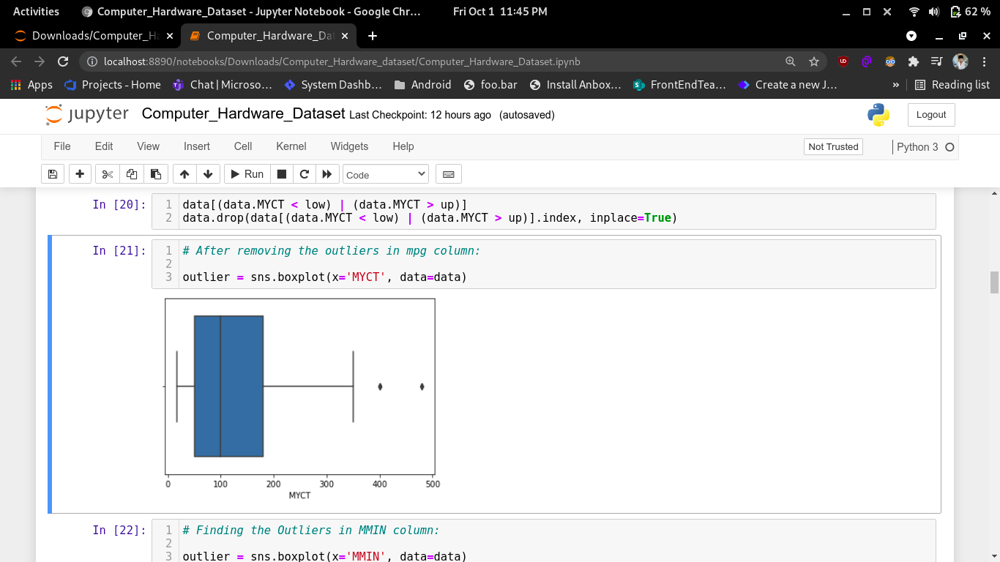 Activities Computer_Hardware_Dataset - Jupyter Notebook - Google Chr... Fri Oct 1 11:45 PM 62 %
Downloads/Computer_Ha Computer_Hardware_Dat
localhost:8890/notebooks/Downloads/Computer_Hardware_dataset/Computer_Hardware_Dataset.ipynb
Apps Projects - Home Chat | Microso... System Dashb... Android foo.bar Install Anbox... FrontEndTea... Create a new J... » Reading list
jupyter Computer_Hardware_Dataset Last Checkpoint: 12 hours ago (autosaved) Logout
File Edit View Insert Cell Kernel Widgets Help Not Trusted Python 3
Run Code
In [20]: 1 data[(data.MYCT < low) | (data.MYCT > up)]
2 data.drop(data[(data.MYCT < low) | (data.MYCT > up)].index, inplace=True)
In [21]: 1 # After removing the outliers in mpg column:
2
3 outlier = sns.boxplot(x='MYCT', data=data)
0 100 200 300 400 500
MYCT
In [22]: 1 # Finding the Outliers in MMIN column:
2
3 outlier = sns.boxplot(x='MMIN', data=data)